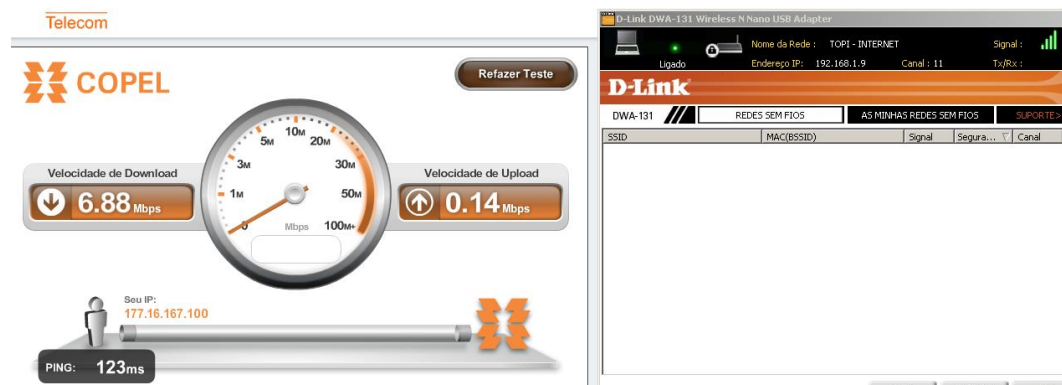 Telecom
COPEL
Refazer Teste
Velocidade de Download
6.88 Mbps
Velocidade de Upload
0.14 Mbps
0
1M
3M
5M
10M
20M
30M
50M
100M+
Mbps
Seu IP:
177.16.167.100
PING: 123ms
D-Link DWA-131 Wireless N Nano USB Adapter
Ligado
Nome da Rede : TOPI - INTERNET
Signal :
Endereço IP: 192.168.1.9
Canal : 11
Tx/Rx :
D-Link
DWA-131
REDES SEM FIOS
AS MINHAS REDES SEM FIOS
SUPORTE>
SSID
MAC(BSSID)
Signal
Segura...
Canal